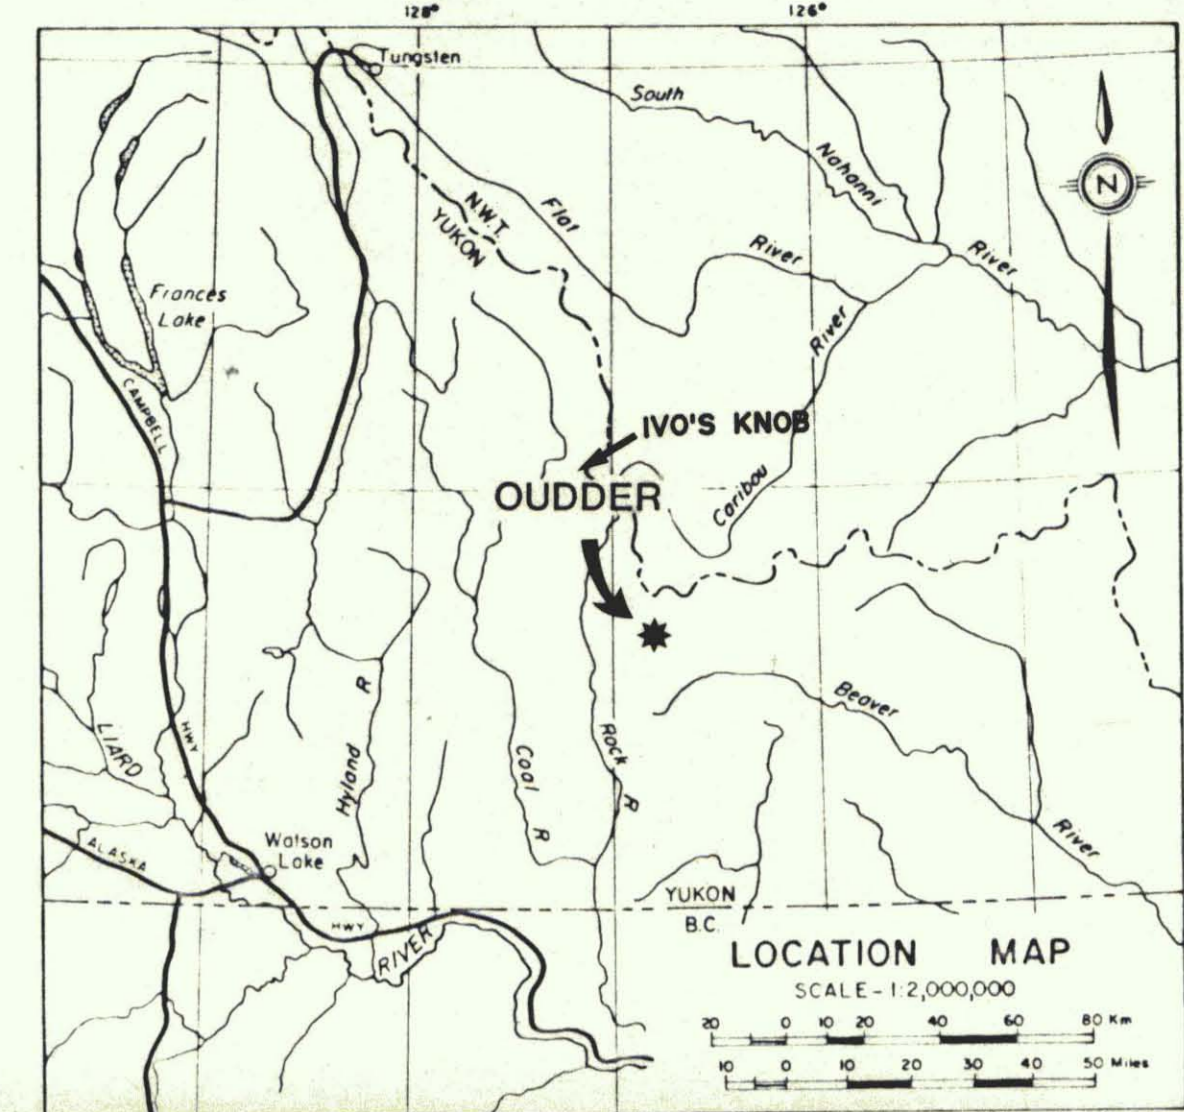 128° 126°
Tungsten
South
Nahanni
River
N.W.T.
YUKON
Flat
River
River
Frances
Lake
CAMPBELL
IVO'S KNOB
OUDDER
Caribou
N
LIARD
HWY
R
Hyland
Coal
R
Rock
R
Beaver
River
Watson
Lake
ALASKA
HWY
RIVER
YUKON
B.C.
LOCATION MAP
SCALE - 1:2,000,000
20 0 10 20 40 60 80 Km
10 0 10 20 30 40 50 Miles